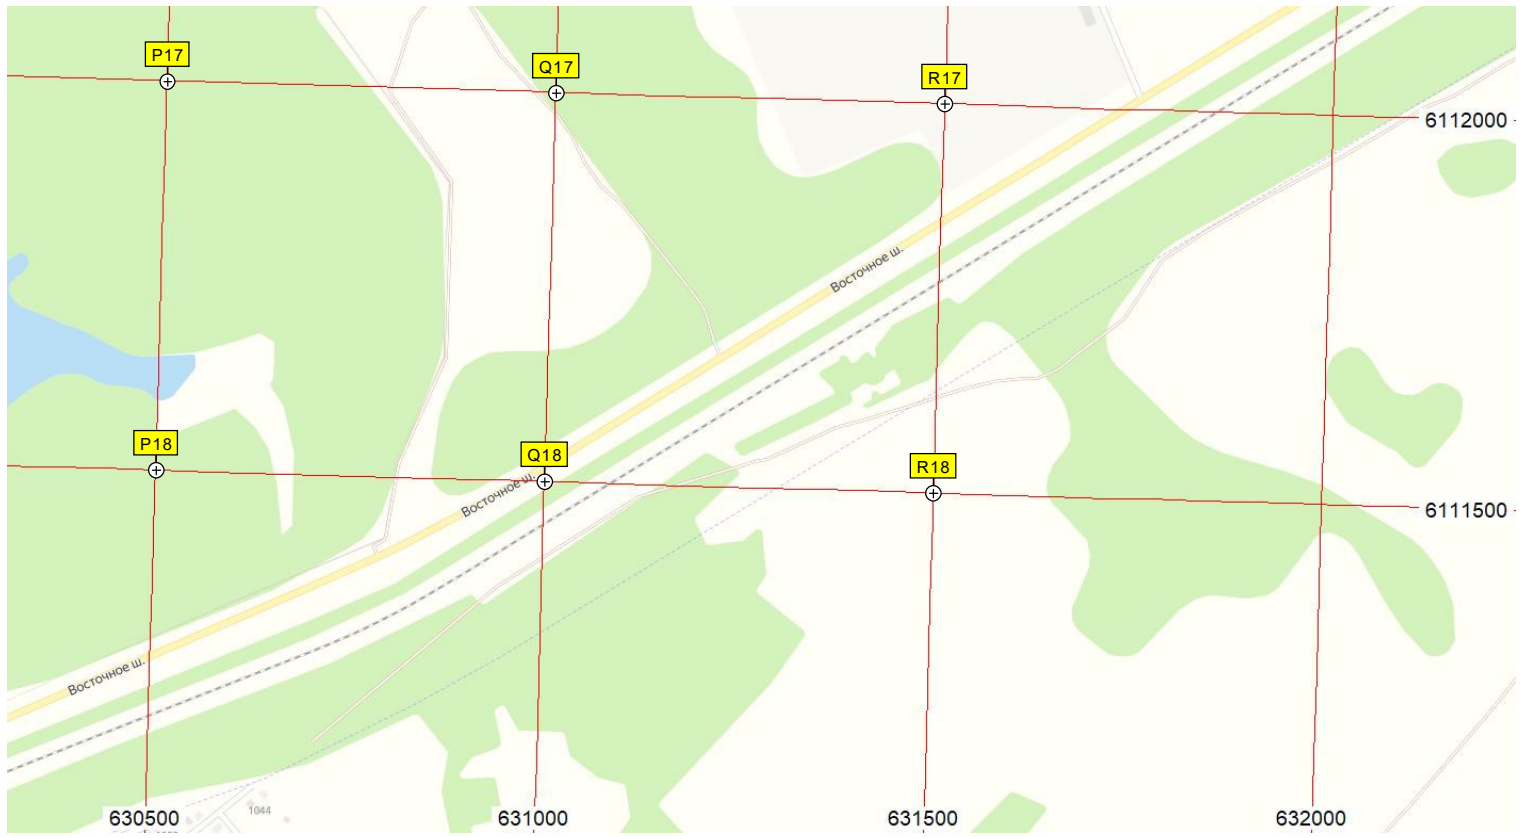 P17
Q17
R17
6112000
Восточное ш.
P18
Q18
R18
Восточное ш.
6111500
Восточное ш.
1044
630500
631000
631500
632000